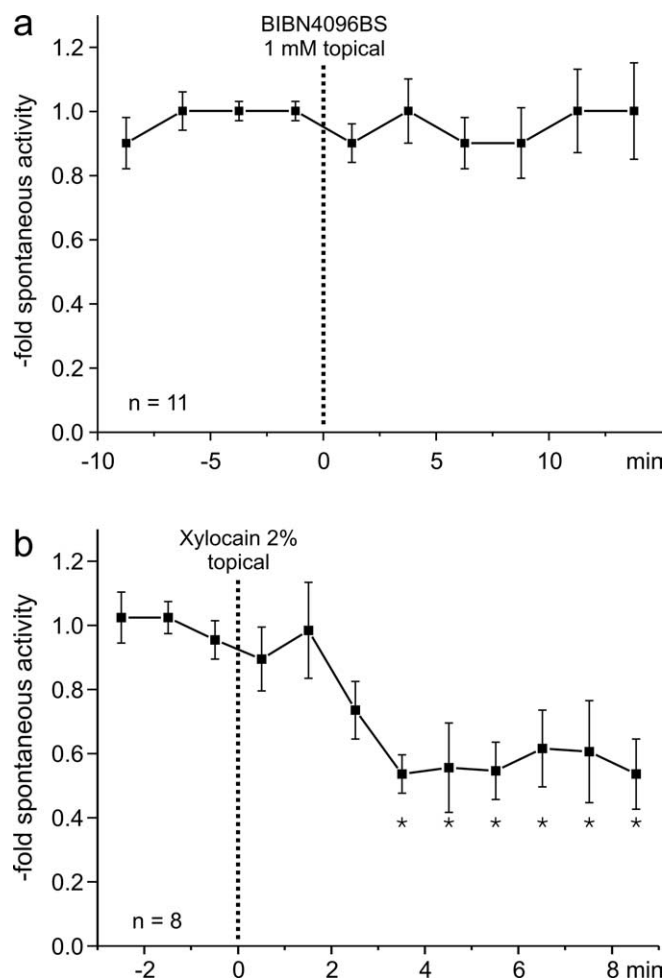 a
BIBN4096BS
1 mM topical
-fold spontaneous activity
1.2
1.0
0.8
0.6
0.4
0.2
0.0
n = 11
-10 -5 0 5 10 min
b
Xylocain 2%
topical
-fold spontaneous activity
1.2
1.0
0.8
0.6
0.4
0.2
0.0
* * * * * *
n = 8
-2 0 2 4 6 8 min